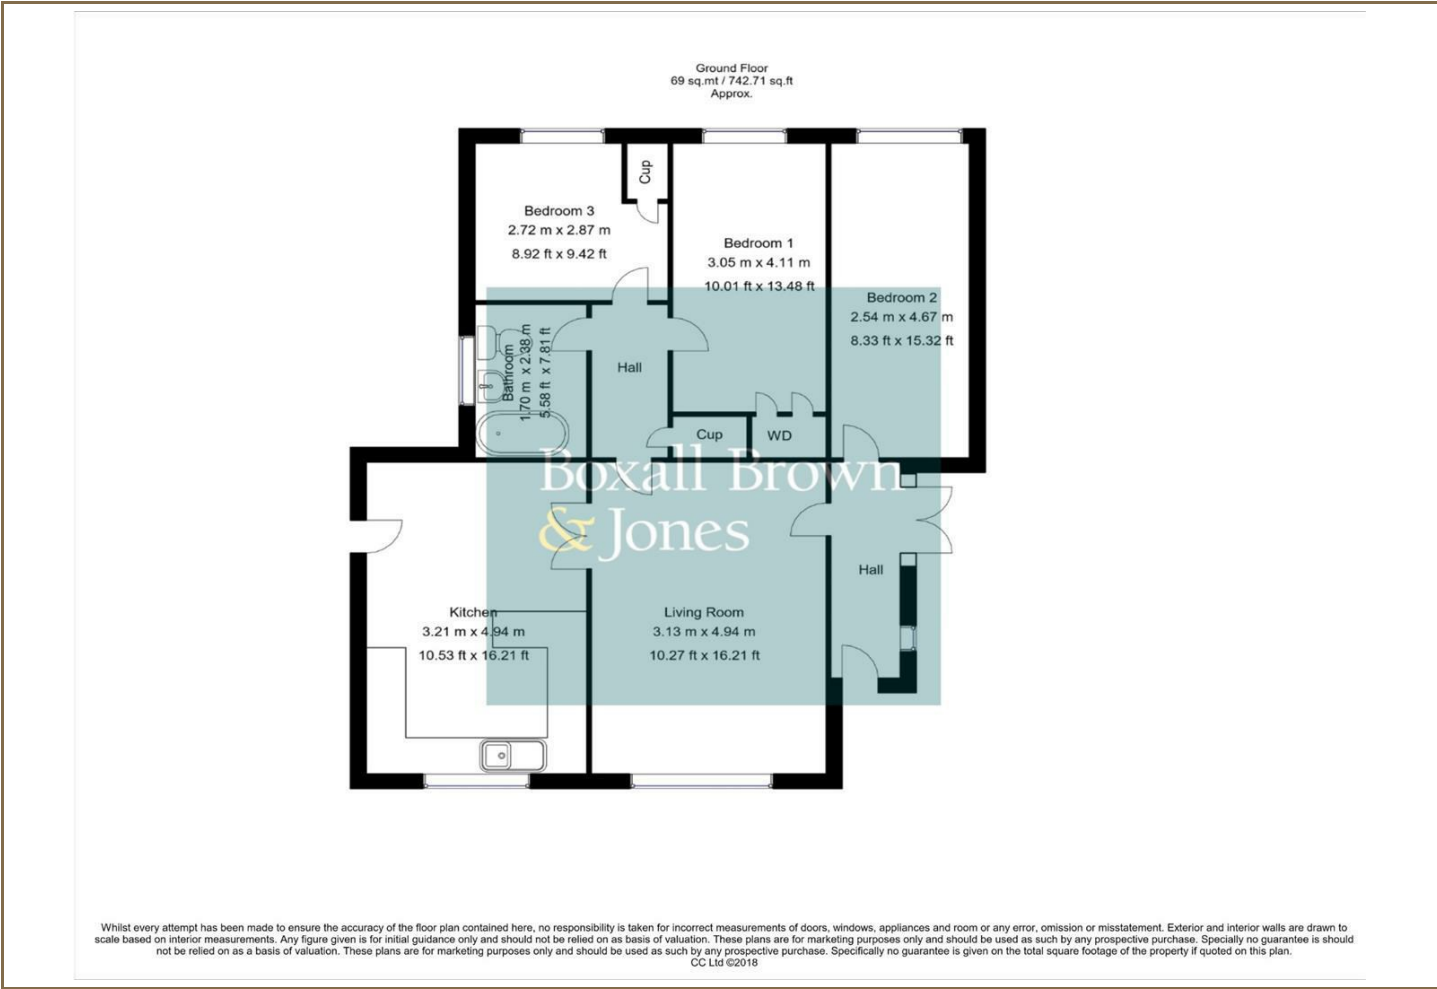 Ground Floor
69 sq.mt / 742.71 sq.ft
Approx.
Cup
Bedroom 3
2.72 m x 2.87 m
8.92 ft x 9.42 ft
Bedroom 1
3.05 m x 4.11 m
10.01 ft x 13.48 ft
Bedroom 2
2.54 m x 4.67 m
8.33 ft x 15.32 ft
Bathroom
1.70 m x 2.38 m
5.58 ft x 7.81 ft
Hall
Cup
WD
Boxall Brown
& Jones
Hall
Kitchen
3.21 m x 4.94 m
10.53 ft x 16.21 ft
Living Room
3.13 m x 4.94 m
10.27 ft x 16.21 ft
Whilst every attempt has been made to ensure the accuracy of the floor plan contained here, no responsibility is taken for incorrect measurements of doors, windows, appliances and room or any error, omission or misstatement. Exterior and interior walls are drawn to
scale based on interior measurements. Any figure given is for initial guidance only and should not be relied on as basis of valuation. These plans are for marketing purposes only and should be used as such by any prospective purchase. Specially no guarantee is should
not be relied on as a basis of valuation. These plans are for marketing purposes only and should be used as such by any prospective purchase. Specifically no guarantee is given on the total square footage of the property if quoted on this plan.
CC Ltd ©2018